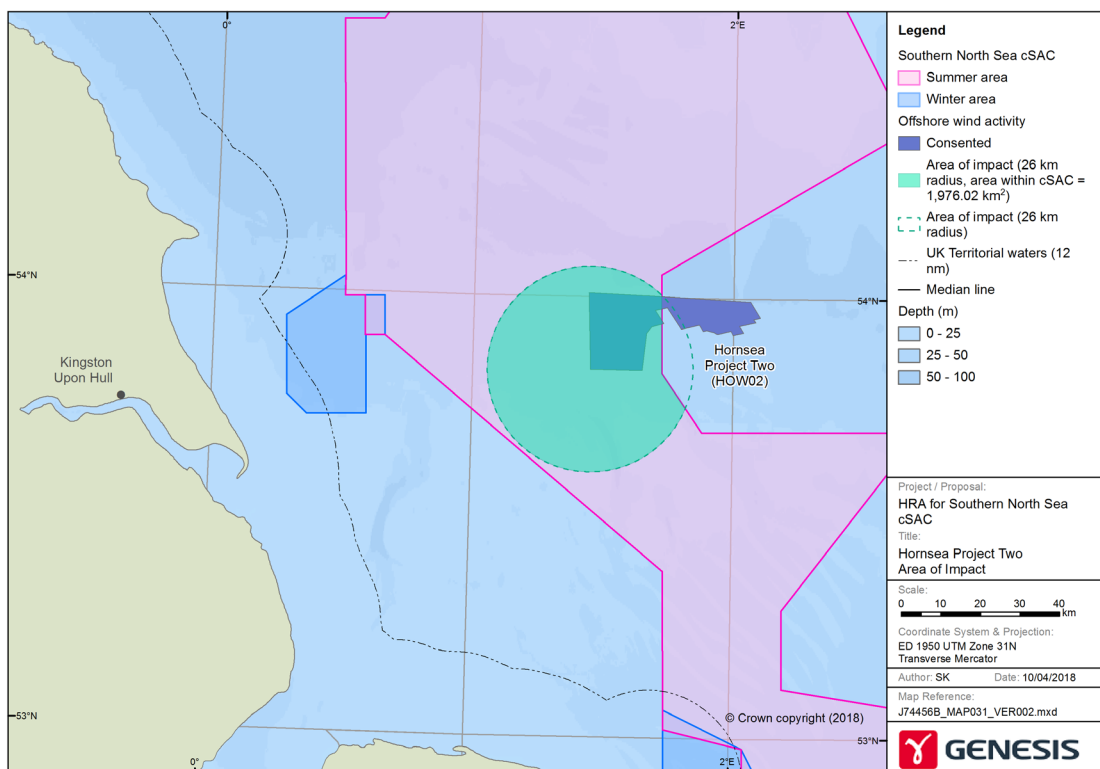 0°
2°E
54°N
54°N
Kingston
Upon Hull
Hornsea
Project Two
(HOW02)
© Crown copyright (2018)
53°N
53°N
0°
2°E
Legend
Southern North Sea cSAC
Summer area
Winter area
Offshore wind activity
Consented
Area of impact (26 km
radius, area within cSAC =
1,976.02 km²)
Area of impact (26 km
radius)
UK Territorial waters (12
nm)
Median line
Depth (m)
0 - 25
25 - 50
50 - 100
Project / Proposal:
HRA for Southern North Sea
cSAC
Title:
Hornsea Project Two
Area of Impact
Scale:
0 10 20 30 40
km
Coordinate System & Projection:
ED 1950 UTM Zone 31N
Transverse Mercator
Author: SK Date: 10/04/2018
Map Reference:
J74456B_MAP031_VER002.mxd
GENESIS